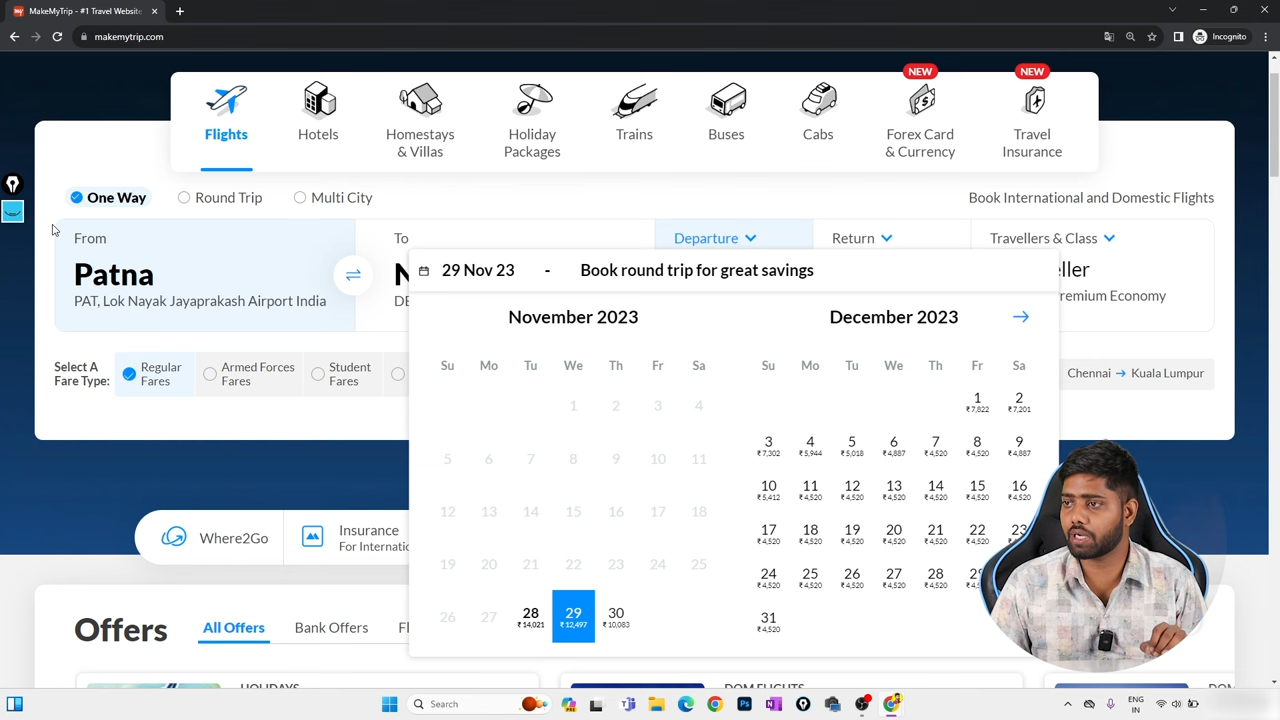 MakeMyTrip - #1 Travel Website
makemytrip.com
Incognito
NEW
NEW
Flights
Hotels
Homestays
& Villas
Holiday
Packages
Trains
Buses
Cabs
Forex Card
& Currency
Travel
Insurance
One Way
Round Trip
Multi City
Book International and Domestic Flights
From
Patna
PAT, Lok Nayak Jayaprakash Airport India
To
Departure
Return
Travellers & Class
29 Nov 23 - Book round trip for great savings
November 2023
Su Mo Tu We Th Fr Sa
1 2 3 4
5 6 7 8 9 10 11
12 13 14 15 16 17 18
19 20 21 22 23 24 25
26 27 28 29 30
₹ 14,021 ₹ 12,497 ₹ 10,083
December 2023
Su Mo Tu We Th Fr Sa
1 2
₹ 7,822 ₹ 7,201
3 4 5 6 7 8 9
₹ 7,302 ₹ 5,944 ₹ 5,018 ₹ 4,887 ₹ 4,520 ₹ 4,520 ₹ 4,887
10 11 12 13 14 15 16
₹ 5,412 ₹ 4,520 ₹ 4,520 ₹ 4,520 ₹ 4,520 ₹ 4,520 ₹ 4,520
17 18 19 20 21 22 23
₹ 4,520 ₹ 4,520 ₹ 4,520 ₹ 4,520 ₹ 4,520 ₹ 4,520
24 25 26 27 28
₹ 4,520 ₹ 4,520 ₹ 4,520 ₹ 4,520 ₹ 4,520
31
₹ 4,520
Premium Economy
Select A
Fare Type:
Regular
Fares
Armed Forces
Fares
Student
Fares
Chennai → Kuala Lumpur
Where2Go
Insurance
For Internatio
Offers
All Offers
Bank Offers
HOLIDAYS
DOM FLIGHTS
Search
ENG
IN